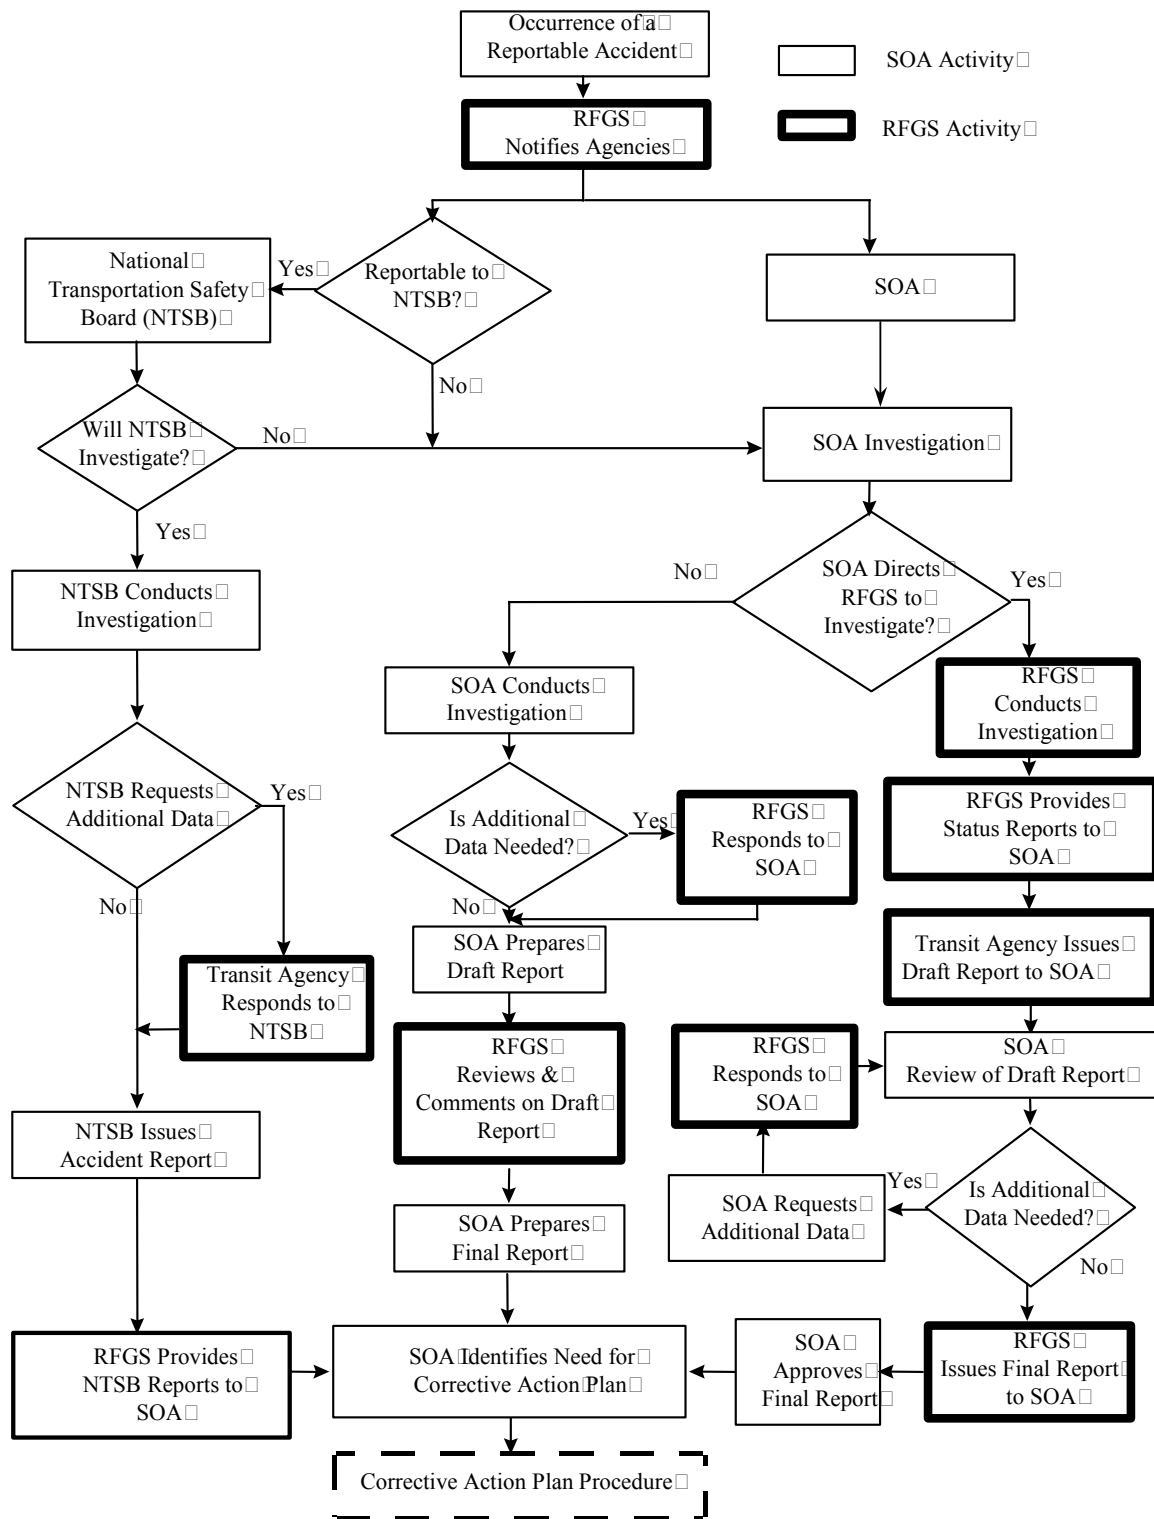 Occurrence of a
Reportable Accident
SOA Activity
RFGS
Notifies Agencies
RFGS Activity
National
Transportation Safety
Board (NTSB)
Yes
Reportable to
NTSB?
SOA
No
Will NTSB
Investigate?
No
SOA Investigation
Yes
NTSB Conducts
Investigation
No
SOA Directs
RFGS to
Investigate?
Yes
SOA Conducts
Investigation
RFGS
Conducts
Investigation
NTSB Requests
Additional Data
Yes
Is Additional
Data Needed?
Yes
RFGS
Responds to
SOA
RFGS Provides
Status Reports to
SOA
No
No
SOA Prepares
Draft Report
Transit Agency Issues
Draft Report to SOA
Transit Agency
Responds to
NTSB
RFGS
Reviews &
Comments on Draft
Report
RFGS
Responds to
SOA
SOA
Review of Draft Report
NTSB Issues
Accident Report
SOA Prepares
Final Report
SOA Requests
Additional Data
Yes
Is Additional
Data Needed?
No
RFGS Provides
NTSB Reports to
SOA
SOA Identifies Need for
Corrective Action Plan
SOA
Approves
Final Report
RFGS
Issues Final Report
to SOA
Corrective Action Plan Procedure